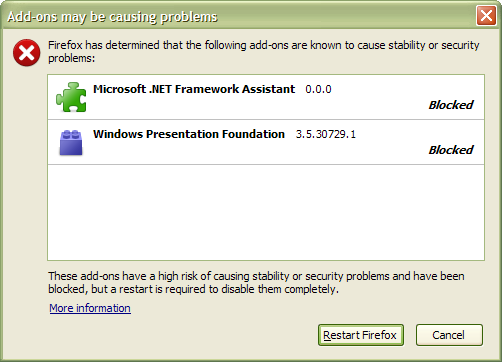 Add-ons may be causing problems
Firefox has determined that the following add-ons are known to cause stability or security
problems:
Microsoft .NET Framework Assistant 0.0.0
Blocked
Windows Presentation Foundation 3.5.30729.1
Blocked
These add-ons have a high risk of causing stability or security problems and have been
blocked, but a restart is required to disable them completely.
More information
Restart Firefox Cancel